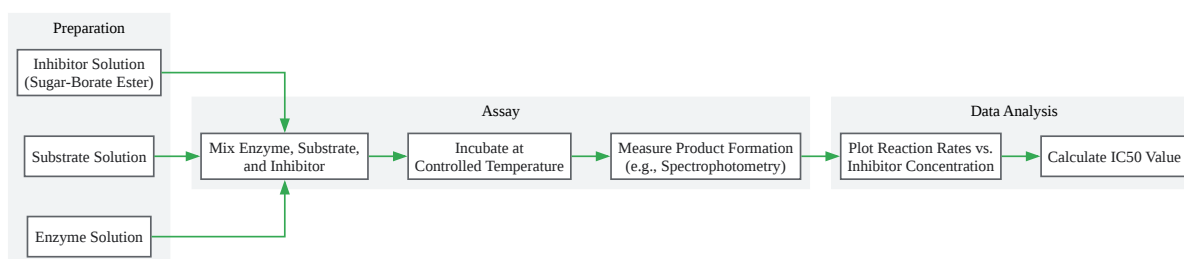 Preparation
Inhibitor Solution
(Sugar-Borate Ester)
Substrate Solution
Enzyme Solution
Assay
Mix Enzyme, Substrate,
and Inhibitor
Incubate at
Controlled Temperature
Measure Product Formation
(e.g., Spectrophotometry)
Data Analysis
Plot Reaction Rates vs.
Inhibitor Concentration
Calculate IC50 Value